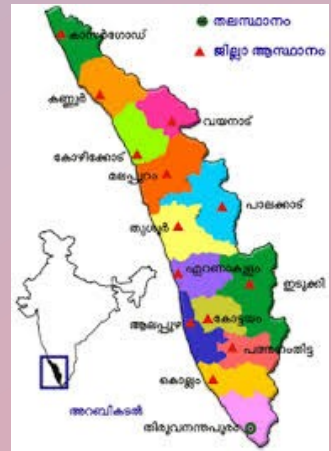 തലസ്ഥാനം
ജില്ലാ ആസ്ഥാനം
കാസർഗോഡ്
കണ്ണൂർ
വയനാട്
കോഴിക്കോട്
മലപ്പുറം
പാലക്കാട്
തൃശൂർ
എറണാകുളം
ഇടുക്കി
കോട്ടയം
ആലപ്പുഴ
പത്തനംതിട്ട
കൊല്ലം
അറബികടൽ
തിരുവനന്തപുരം